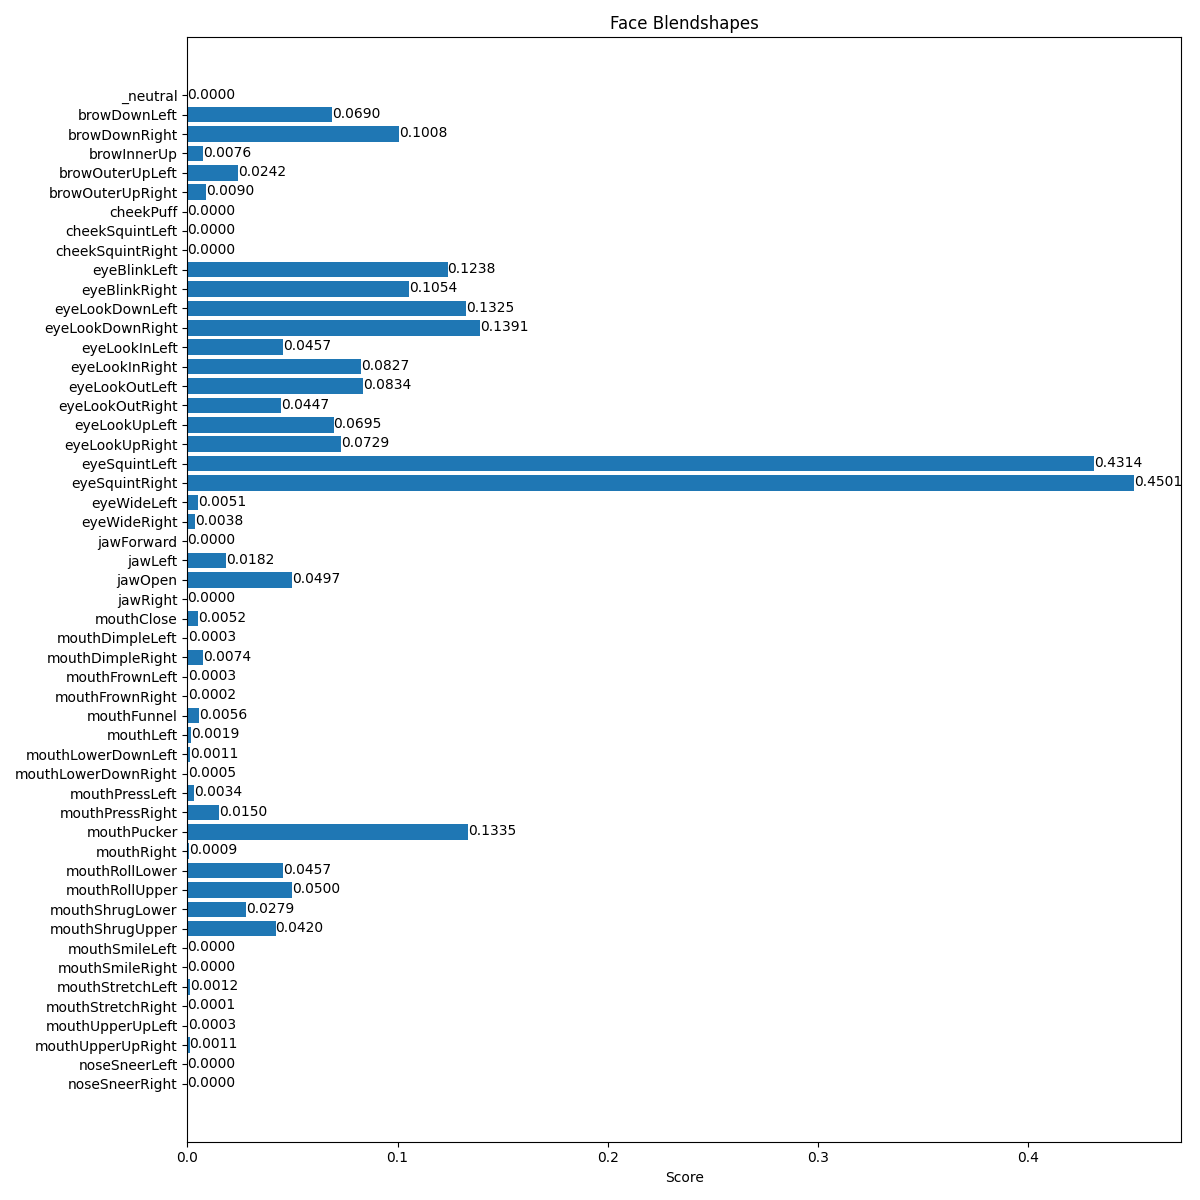 Face Blendshapes
_neutral 0.0000
browDownLeft 0.0690
browDownRight 0.1008
browInnerUp 0.0076
browOuterUpLeft 0.0242
browOuterUpRight 0.0090
cheekPuff 0.0000
cheekSquintLeft 0.0000
cheekSquintRight 0.0000
eyeBlinkLeft 0.1238
eyeBlinkRight 0.1054
eyeLookDownLeft 0.1325
eyeLookDownRight 0.1391
eyeLookInLeft 0.0457
eyeLookInRight 0.0827
eyeLookOutLeft 0.0834
eyeLookOutRight 0.0447
eyeLookUpLeft 0.0695
eyeLookUpRight 0.0729
eyeSquintLeft 0.4314
eyeSquintRight 0.4501
eyeWideLeft 0.0051
eyeWideRight 0.0038
jawForward 0.0000
jawLeft 0.0182
jawOpen 0.0497
jawRight 0.0000
mouthClose 0.0052
mouthDimpleLeft 0.0003
mouthDimpleRight 0.0074
mouthFrownLeft 0.0003
mouthFrownRight 0.0002
mouthFunnel 0.0056
mouthLeft 0.0019
mouthLowerDownLeft 0.0011
mouthLowerDownRight 0.0005
mouthPressLeft 0.0034
mouthPressRight 0.0150
mouthPucker 0.1335
mouthRight 0.0009
mouthRollLower 0.0457
mouthRollUpper 0.0500
mouthShrugLower 0.0279
mouthShrugUpper 0.0420
mouthSmileLeft 0.0000
mouthSmileRight 0.0000
mouthStretchLeft 0.0012
mouthStretchRight 0.0001
mouthUpperUpLeft 0.0003
mouthUpperUpRight 0.0011
noseSneerLeft 0.0000
noseSneerRight 0.0000
0.0 0.1 0.2 0.3 0.4
Score